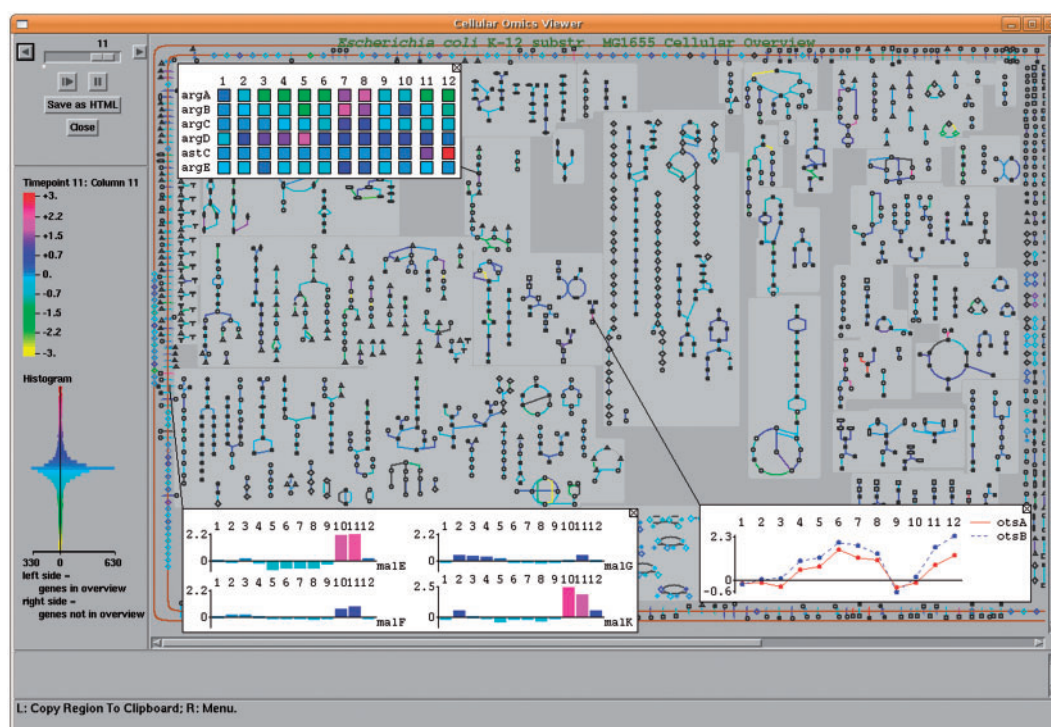 Cellular Omics Viewer
11
Escherichia coli K-12 substr. MG1655 Cellular Overview
Save as HTML
Close
1 2 3 4 5 6 7 8 9 10 11 12
argA
argB
argC
argD
astC
argE
Timepoint 11: Column 11
+3.
+2.2
+1.5
+0.7
0.
-0.7
-1.5
-2.2
-3.
Histogram
330 0 630
left side =
genes in overview
right side =
genes not in overview
1 2 3 4 5 6 7 8 9 10 11 12
2.2
0
malE
1 2 3 4 5 6 7 8 9 10 11 12
2.2
0
malG
1 2 3 4 5 6 7 8 9 10 11 12
2.2
0
malF
1 2 3 4 5 6 7 8 9 10 11 12
2.5
0
malK
1 2 3 4 5 6 7 8 9 10 11 12
otsA
otsB
2.3
0
-0.6
L: Copy Region To Clipboard; R: Menu.